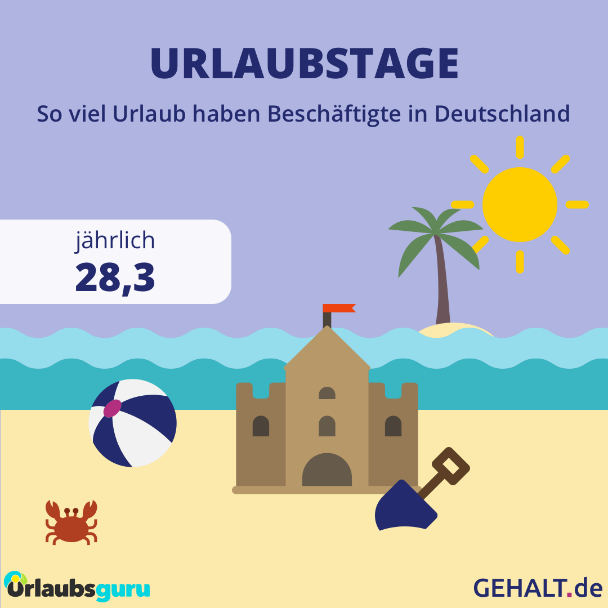 URLAUBSTAGE
So viel Urlaub haben Beschäftigte in Deutschland
jährlich
28,3
Urlaubsguru
GEHALT.de